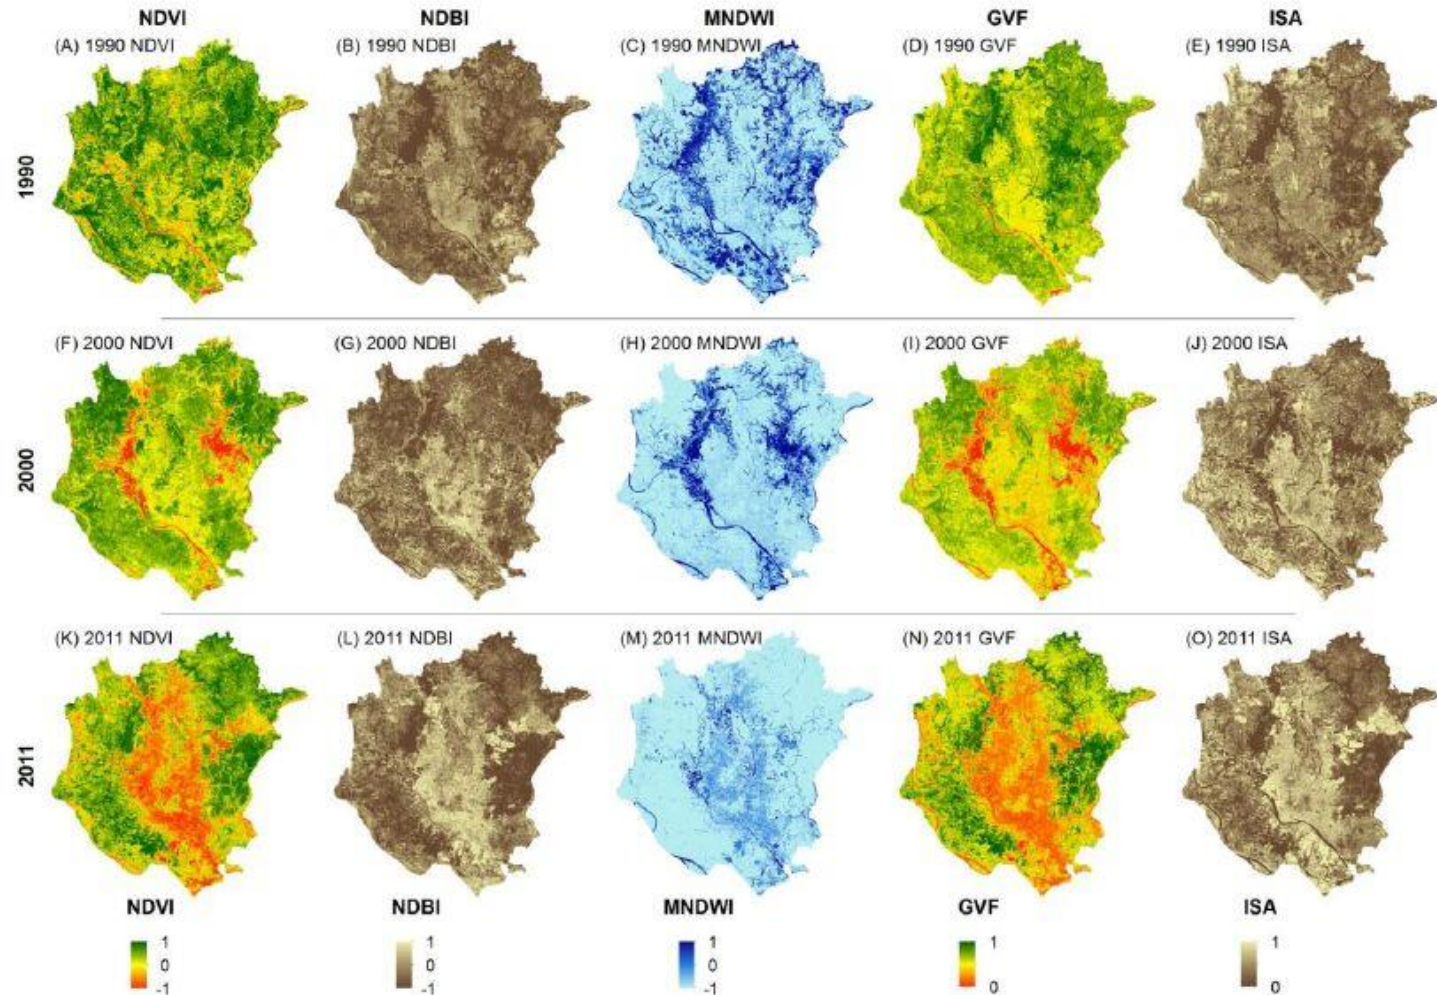 NDVI NDBI MNDWI GVF ISA
(A) 1990 NDVI (B) 1990 NDBI (C) 1990 MNDWI (D) 1990 GVF (E) 1990 ISA
1990
(F) 2000 NDVI (G) 2000 NDBI (H) 2000 MNDWI (I) 2000 GVF (J) 2000 ISA
2000
(K) 2011 NDVI (L) 2011 NDBI (M) 2011 MNDWI (N) 2011 GVF (O) 2011 ISA
2011
NDVI NDBI MNDWI GVF ISA
1 1 1 1 1
0 0 0
-1 -1 -1 0 0